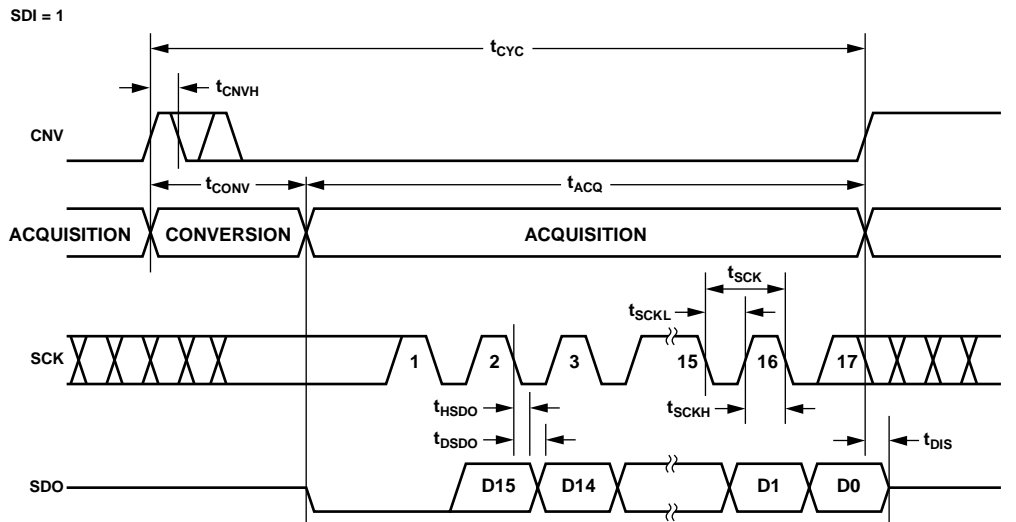 SDI = 1
tCYC
tCNVH
CNV
tCONV
tACQ
ACQUISITION CONVERSION ACQUISITION
tSCK
tSCKL
SCK 1 2 3 15 16 17
tHSDO tSCKH
tDSDO tDIS
SDO D15 D14 D1 D0